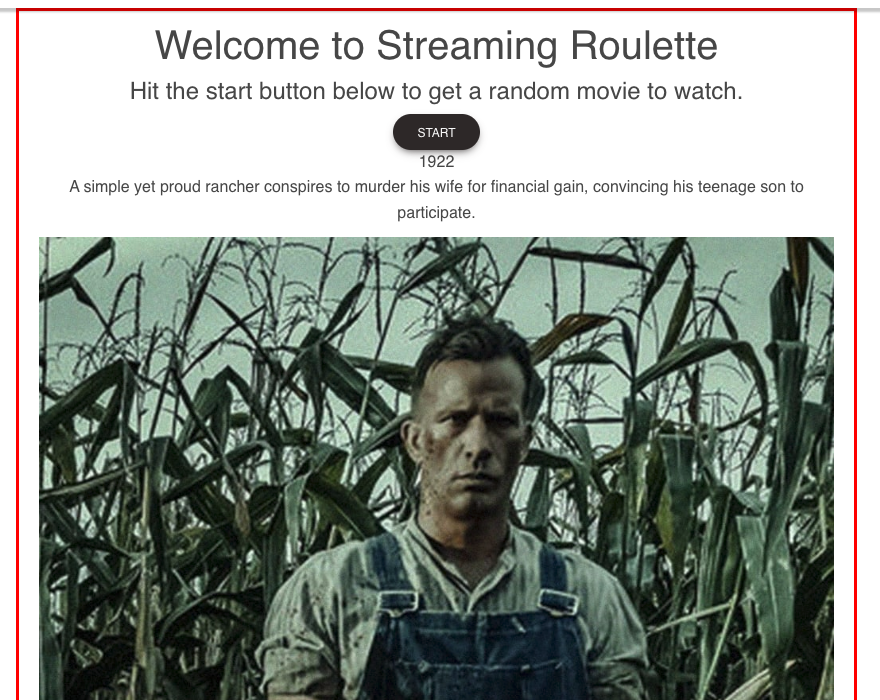 Welcome to Streaming Roulette
Hit the start button below to get a random movie to watch.
START
1922
A simple yet proud rancher conspires to murder his wife for financial gain, convincing his teenage son to
participate.